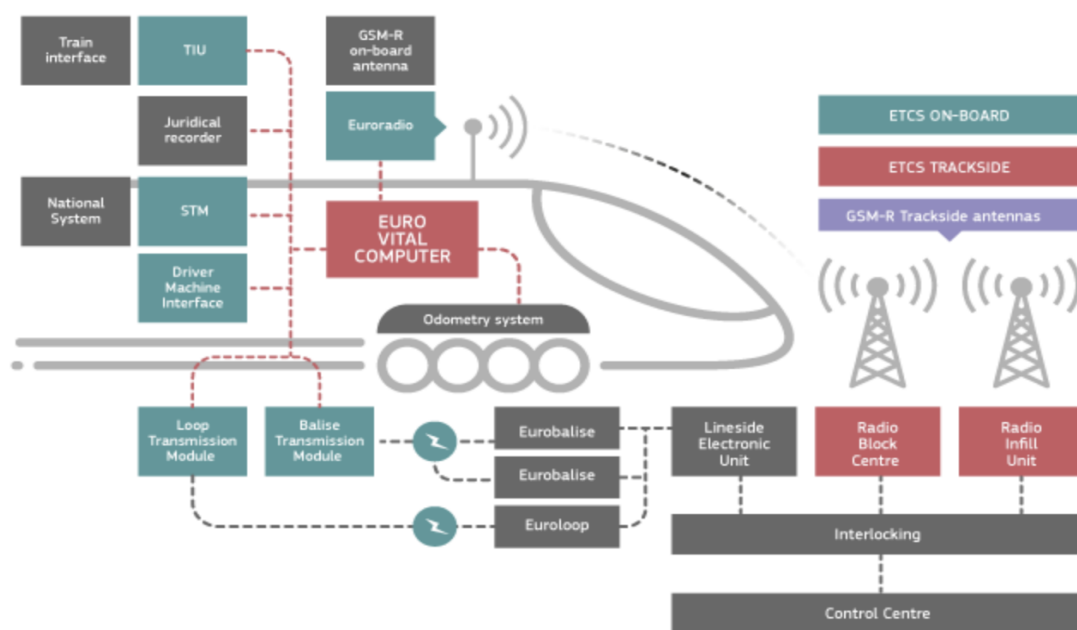 Train
interface
TIU
GSM-R
on-board
antenna
Juridical
recorder
Euroradio
ETCS ON-BOARD
ETCS TRACKSIDE
National
System
STM
EURO
VITAL
COMPUTER
GSM-R Trackside antennas
Driver
Machine
Interface
Odometry system
Loop
Transmission
Module
Balise
Transmission
Module
Eurobalise
Eurobalise
Euroloop
Lineside
Electronic
Unit
Radio
Block
Centre
Radio
Infill
Unit
Interlocking
Control Centre